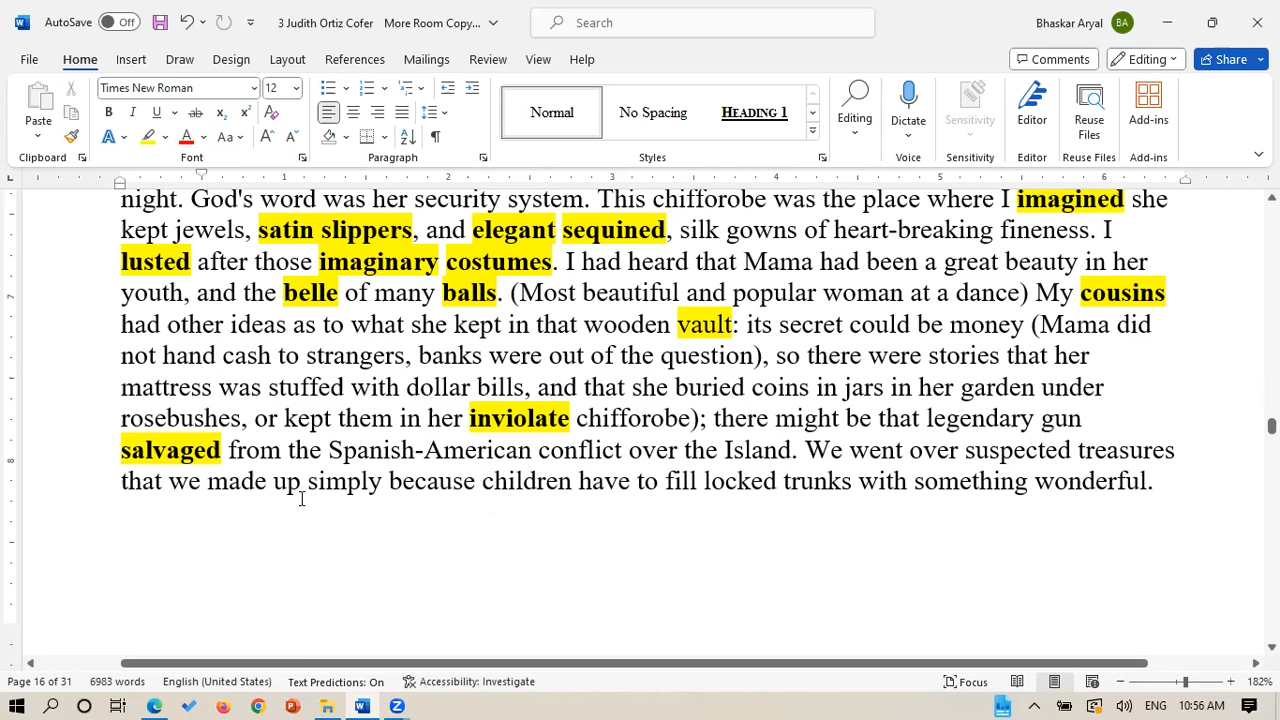 AutoSave Off 3 Judith Ortiz Cofer More Room Copy... Search Bhaskar Aryal BA
File Home Insert Draw Design Layout References Mailings Review View Help Comments Editing Share
Paste Times New Roman 12 Normal No Spacing HEADING 1 Editing Dictate Sensitivity Editor Reuse Files Add-ins
Clipboard Font Paragraph Styles Voice Sensitivity Editor Reuse Files Add-ins
1 2 3 4 5 6
night. God's word was her security system. This chifforobe was the place where I imagined she
kept jewels, satin slippers, and elegant sequined, silk gowns of heart-breaking fineness. I
lusted after those imaginary costumes. I had heard that Mama had been a great beauty in her
youth, and the belle of many balls. (Most beautiful and popular woman at a dance) My cousins
had other ideas as to what she kept in that wooden vault: its secret could be money (Mama did
not hand cash to strangers, banks were out of the question), so there were stories that her
mattress was stuffed with dollar bills, and that she buried coins in jars in her garden under
rosebushes, or kept them in her inviolate chifforobe); there might be that legendary gun
salvaged from the Spanish-American conflict over the Island. We went over suspected treasures
that we made up simply because children have to fill locked trunks with something wonderful.
Page 16 of 31 6983 words English (United States) Text Predictions: On Accessibility: Investigate Focus 182%
ENG 10:56 AM